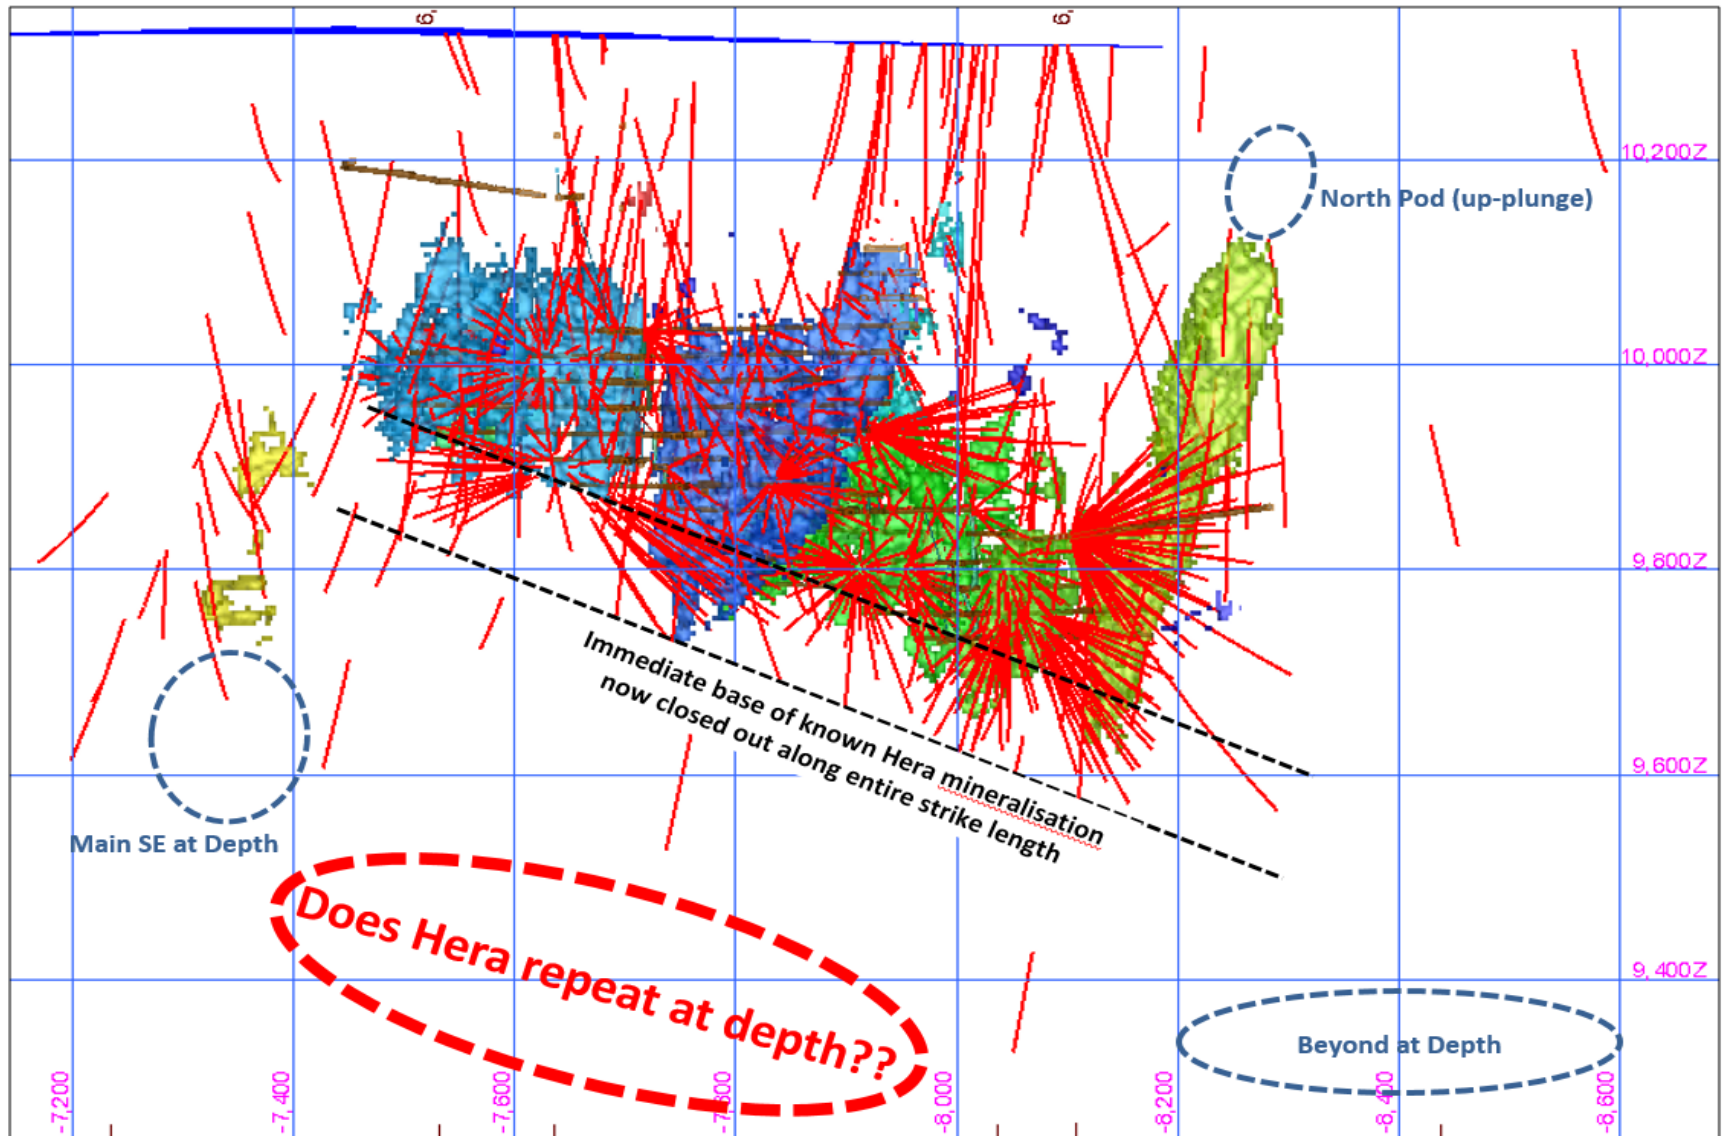 6,
6,
10,200Z
North Pod (up-plunge)
10,000Z
9,800Z
Immediate base of known Hera mineralisation
now closed out along entire strike length
9,600Z
Main SE at Depth
Does Hera repeat at depth??
9,400Z
Beyond at Depth
-7,200
-7,400
-7,600
-7,800
-8,000
-8,200
-8,400
-8,600